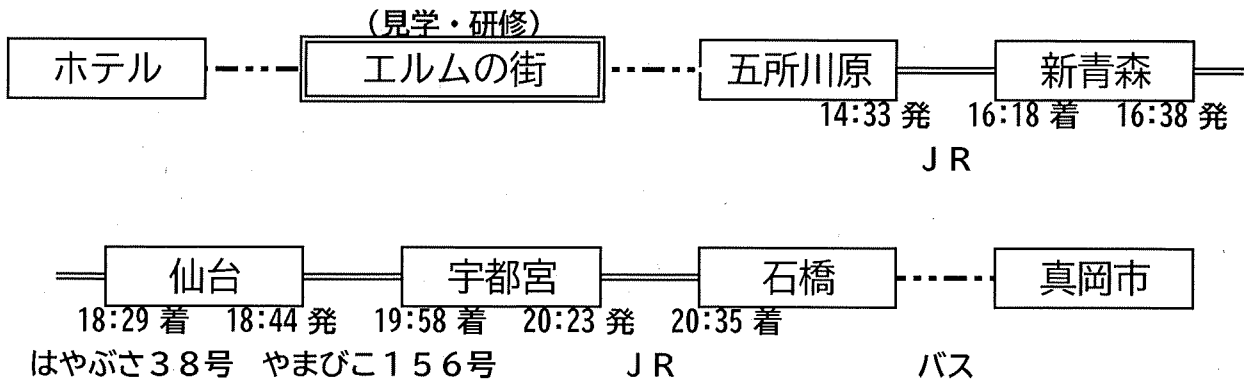 (見学・研修)
ホテル エルムの街 五所川原 新青森
14:33 発 16:18 着 16:38 発
ＪＲ
仙台 宇都宮 石橋 真岡市
18:29 着 18:44 発 19:58 着 20:23 発 20:35 着
はやぶさ３８号 やまびこ１５６号 ＪＲ バス